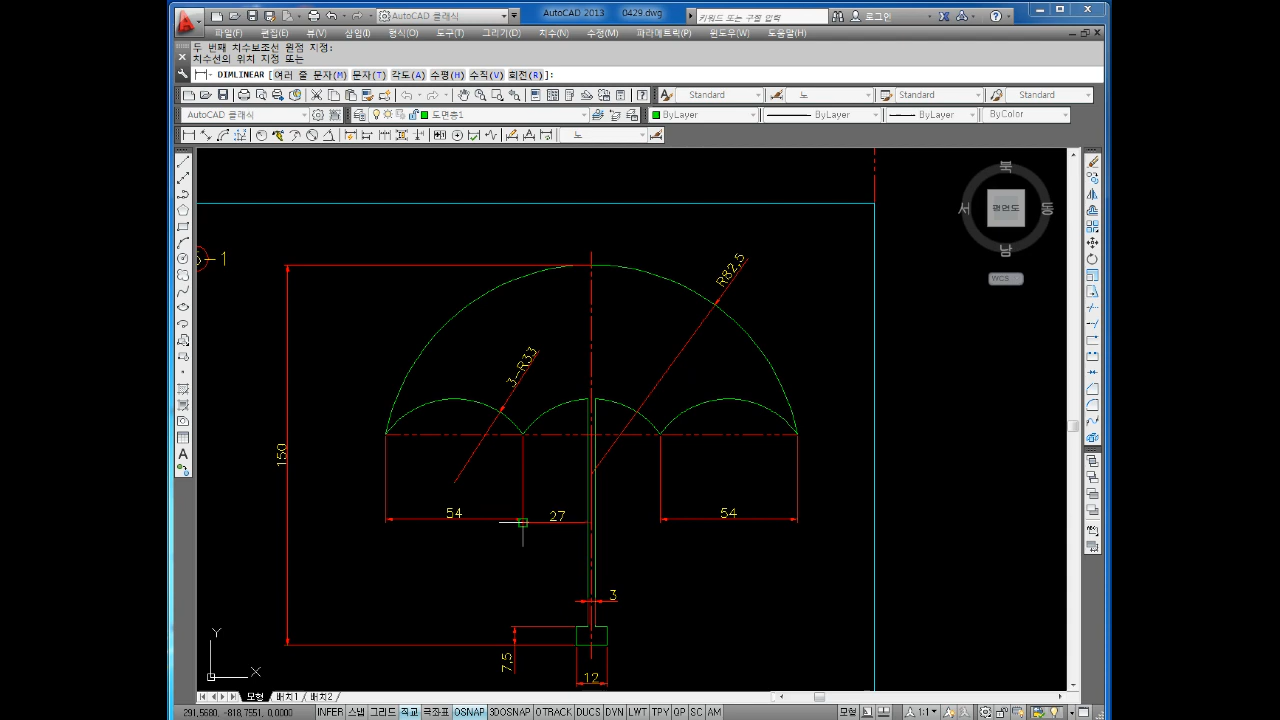 AutoCAD 클래식
AutoCAD 2013 0429.dwg
키워드 또는 구절 입력
로그인
파일(F) 편집(E) 뷰(V) 삽입(I) 형식(O) 도구(T) 그리기(D) 치수(N) 수정(M) 파라메트릭(P) 윈도우(W) 도움말(H)
두 번째 치수보조선 원점 지정:
치수선의 위치 지정 또는
- DIMLINEAR [여러 줄 문자(M) 문자(T) 각도(A) 수평(H) 수직(V) 회전(R)]:
Standard 노 Standard Standard
AutoCAD 클래식 도면층1 ByLayer ByLayer ByLayer ByColor
노
북
서 평면도 동
남
WCS
1
R82,5
3-R33
150
54 27 54
3
7,5
12
Y
X
모형 배치1 배치2
291,5680, -818,7551, 0,0000 INFER 스냅 그리드 직교 극좌표 OSNAP 3DOSNAP OTRACK DUCS DYN LWT TPY QP SC AM 모형 1:1